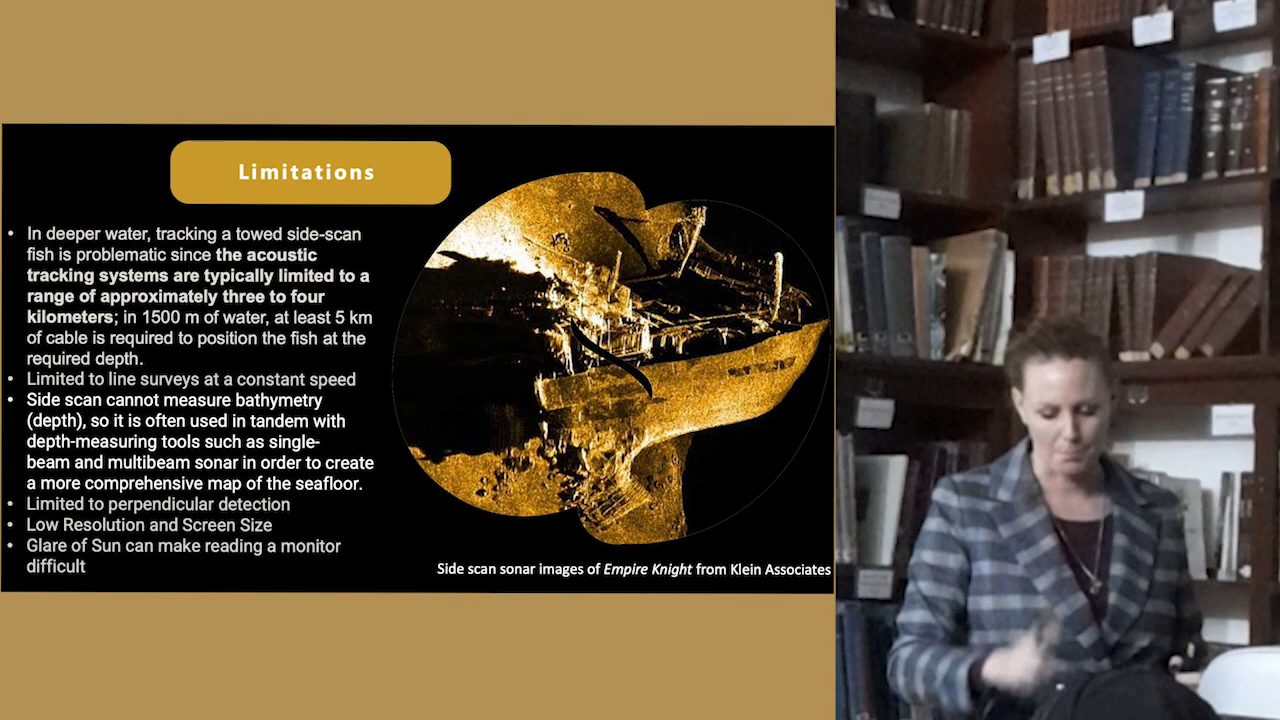 Limitations
• In deeper water, tracking a towed side-scan
fish is problematic since the acoustic
tracking systems are typically limited to a
range of approximately three to four
kilometers; in 1500 m of water, at least 5 km
of cable is required to position the fish at the
required depth.
• Limited to line surveys at a constant speed
• Side scan cannot measure bathymetry
(depth), so it is often used in tandem with
depth-measuring tools such as single-
beam and multibeam sonar in order to create
a more comprehensive map of the seafloor.
• Limited to perpendicular detection
• Low Resolution and Screen Size
• Glare of Sun can make reading a monitor
difficult
Side scan sonar images of Empire Knight from Klein Associates